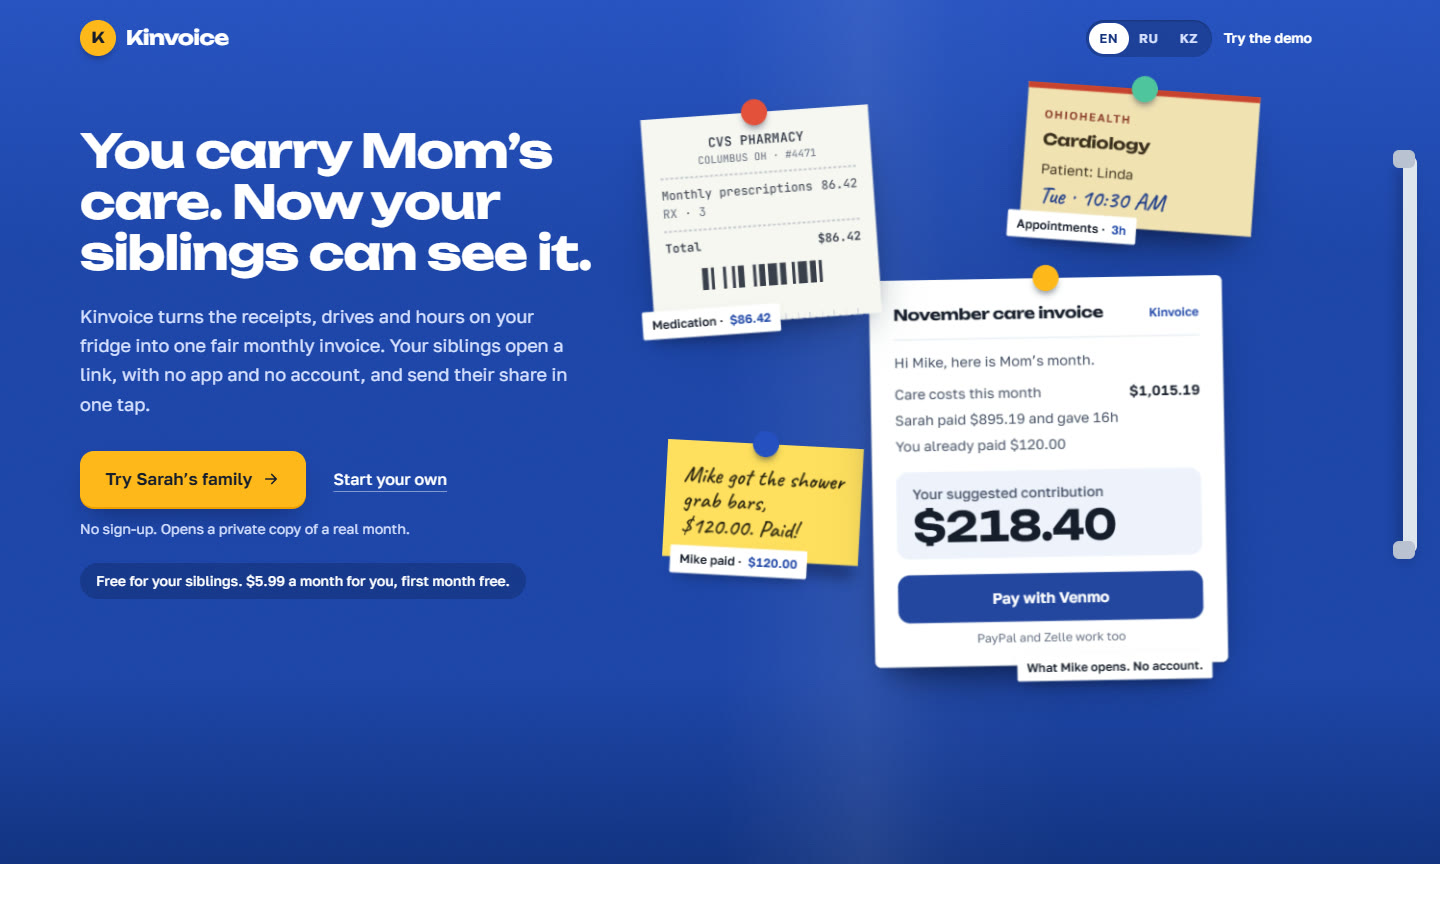 K Kinvoice
EN RU KZ Try the demo
You carry Mom’s
care. Now your
siblings can see it.
Kinvoice turns the receipts, drives and hours on your
fridge into one fair monthly invoice. Your siblings open a
link, with no app and no account, and send their share in
one tap.
Try Sarah’s family →
Start your own
No sign-up. Opens a private copy of a real month.
Free for your siblings. $5.99 a month for you, first month free.
CVS PHARMACY
COLUMBUS OH · #4471
Monthly prescriptions 86.42
RX · 3
Total $86.42
Medication · $86.42
OHIOHEALTH
Cardiology
Patient: Linda
Tue · 10:30 AM
Appointments · 3h
Mike got the shower
grab bars,
$120.00. Paid!
Mike paid · $120.00
November care invoice Kinvoice
Hi Mike, here is Mom’s month.
Care costs this month $1,015.19
Sarah paid $895.19 and gave 16h
You already paid $120.00
Your suggested contribution
$218.40
Pay with Venmo
PayPal and Zelle work too
What Mike opens. No account.